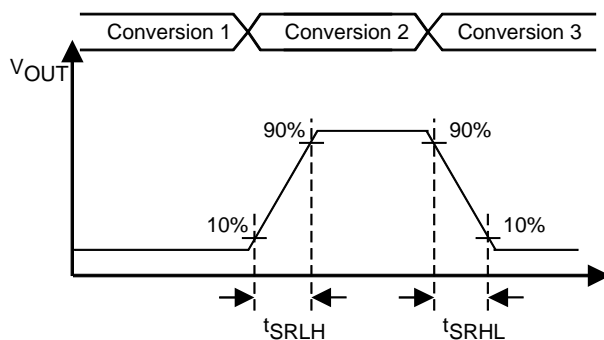 Conversion 1 Conversion 2 Conversion 3
VOUT
90% 90%
10% 10%
tSRLH tSRHL